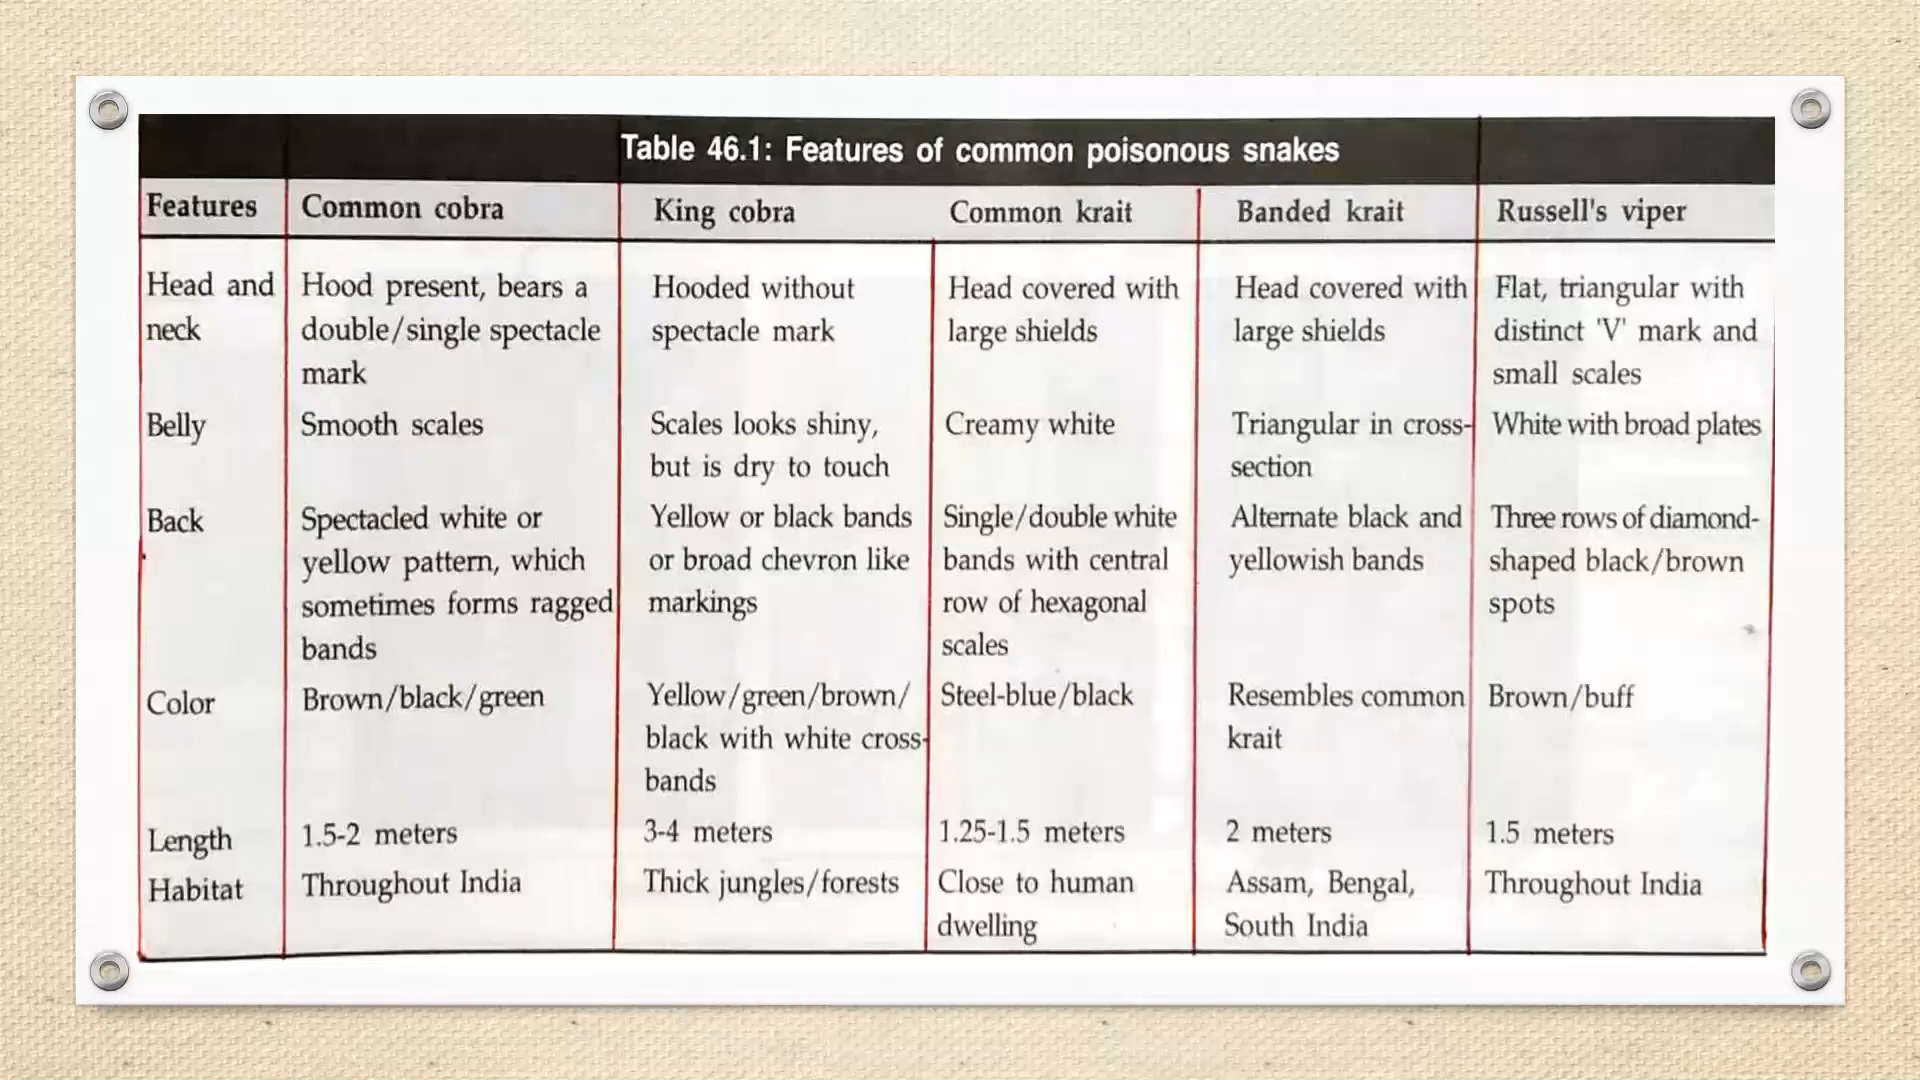 Table 46.1: Features of common poisonous snakes
Features Common cobra King cobra Common krait Banded krait Russell's viper
Head and Hood present, bears a Hooded without Head covered with Head covered with Flat, triangular with
neck double/single spectacle spectacle mark large shields large shields distinct 'V' mark and
mark small scales
Belly Smooth scales Scales looks shiny, Creamy white Triangular in cross- White with broad plates
but is dry to touch section
Back Spectacled white or Yellow or black bands Single/double white Alternate black and Three rows of diamond-
yellow pattern, which or broad chevron like bands with central yellowish bands shaped black/brown
sometimes forms ragged markings row of hexagonal spots
bands scales
Color Brown/black/green Yellow/green/brown/ Steel-blue/black Resembles common Brown/buff
black with white cross- krait
bands
Length 1.5-2 meters 3-4 meters 1.25-1.5 meters 2 meters 1.5 meters
Habitat Throughout India Thick jungles/forests Close to human Assam, Bengal, Throughout India
dwelling South India